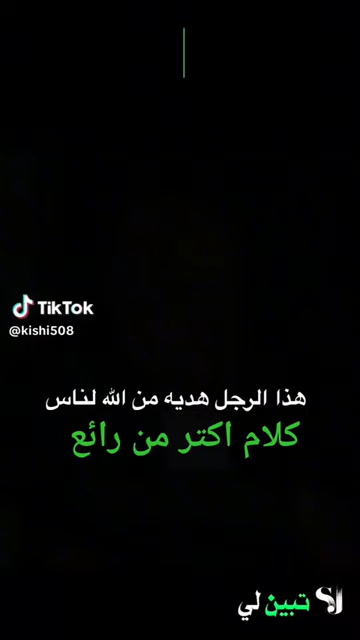 TikTok
@kishi508
هذا الرجل هديه من الله لناس
كلام اكتر من رائع
تبين لي